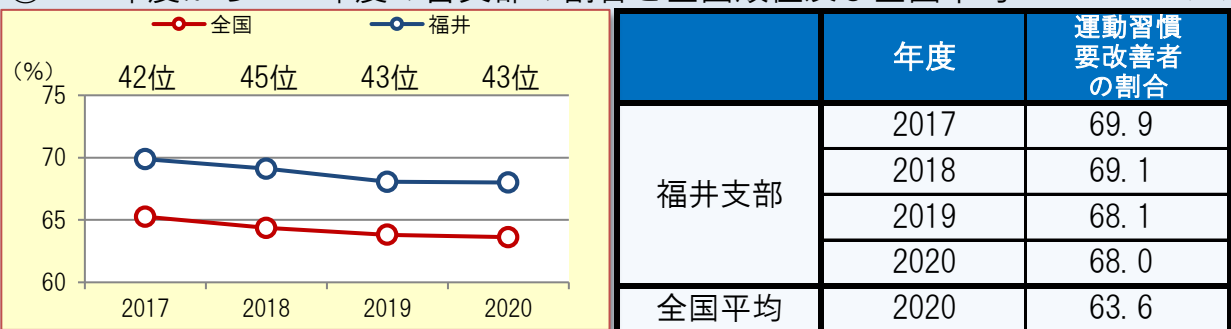 全国 福井
(%) 42位 45位 43位 43位
75
70
65
60
2017 2018 2019 2020
年度 運動習慣
要改善者
の割合
福井支部
2017 69.9
2018 69.1
2019 68.1
2020 68.0
全国平均 2020 63.6